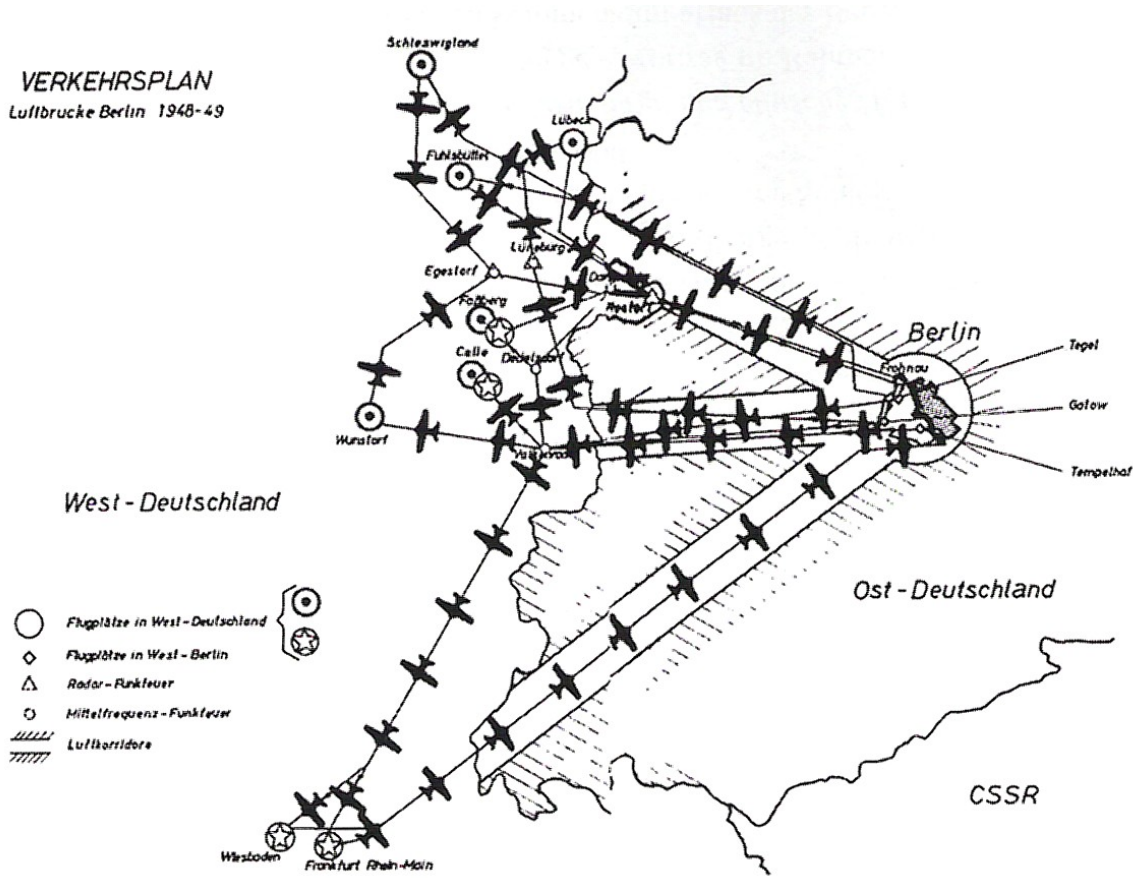 VERKEHRSPLAN
Luftbrucke Berlin 1948-49
Schleswigland
Lübeck
Fuhlsbüttel
Lüneburg
Egestorf
Restorf
Faßberg
Celle
Dedelsdorf
Wunstorf
Berlin
Frohnau
Tegel
Gatow
Tempelhof
West-Deutschland
Ost-Deutschland
Flugplätze in West-Deutschland
Flugplätze in West-Berlin
Radar-Funkfeuer
Mittelfrequenz-Funkfeuer
Luftkorridore
CSSR
Wiesbaden
Frankfurt Rhein-Main